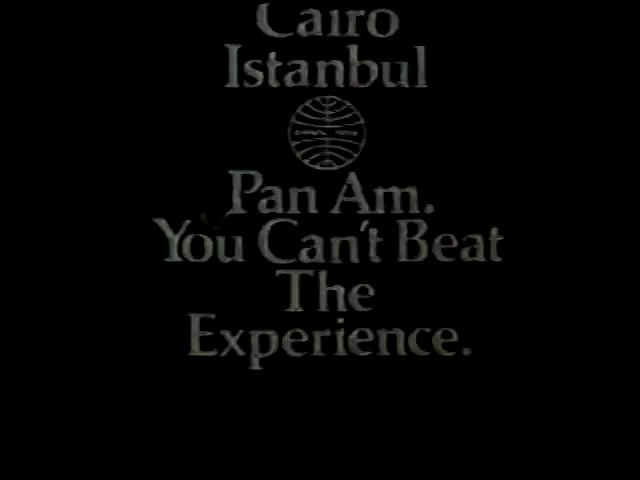 Cairo
Istanbul
Pan Am.
You Can't Beat
The
Experience.